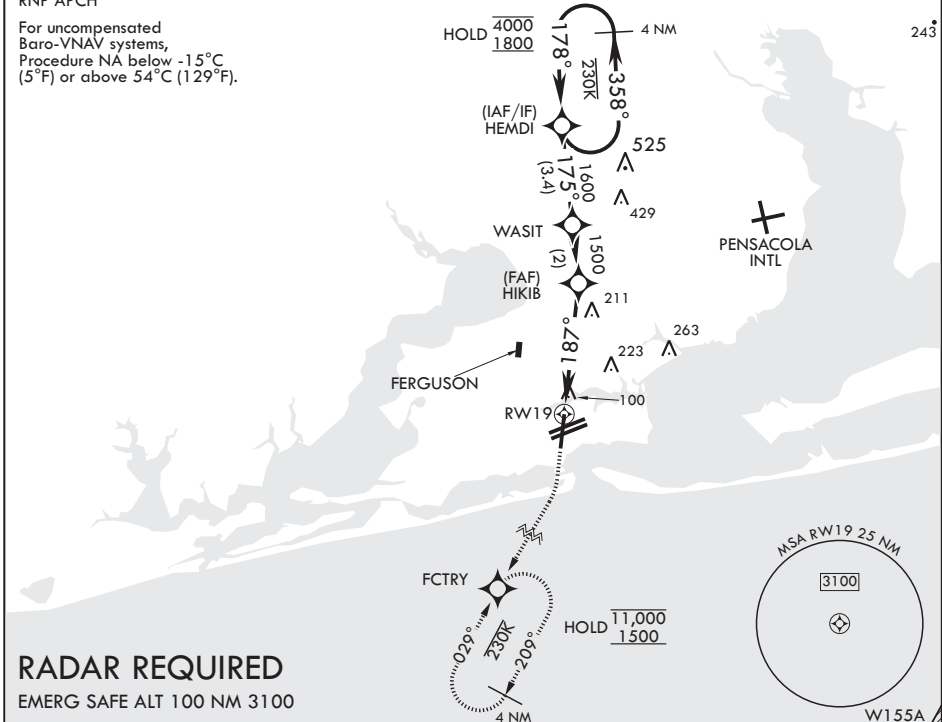 RNP APCH
For uncompensated
Baro-VNAV systems,
Procedure NA below -15°C
(5°F) or above 54°C (129°F).
HOLD 4000
1800
4 NM
243
178°
230K
358°
(IAF/IF)
HEMDI
525
1600
175°
(3.4)
429
WASIT
PENSACOLA
INTL
1500
(2)
(FAF)
HIKIB
211
187°
263
223
FERGUSON
100
RW19
MSA RW19 25 NM
3100
FCTRY
HOLD 11,000
1500
029°
230K
209°
RADAR REQUIRED
EMERG SAFE ALT 100 NM 3100
4 NM
W155A